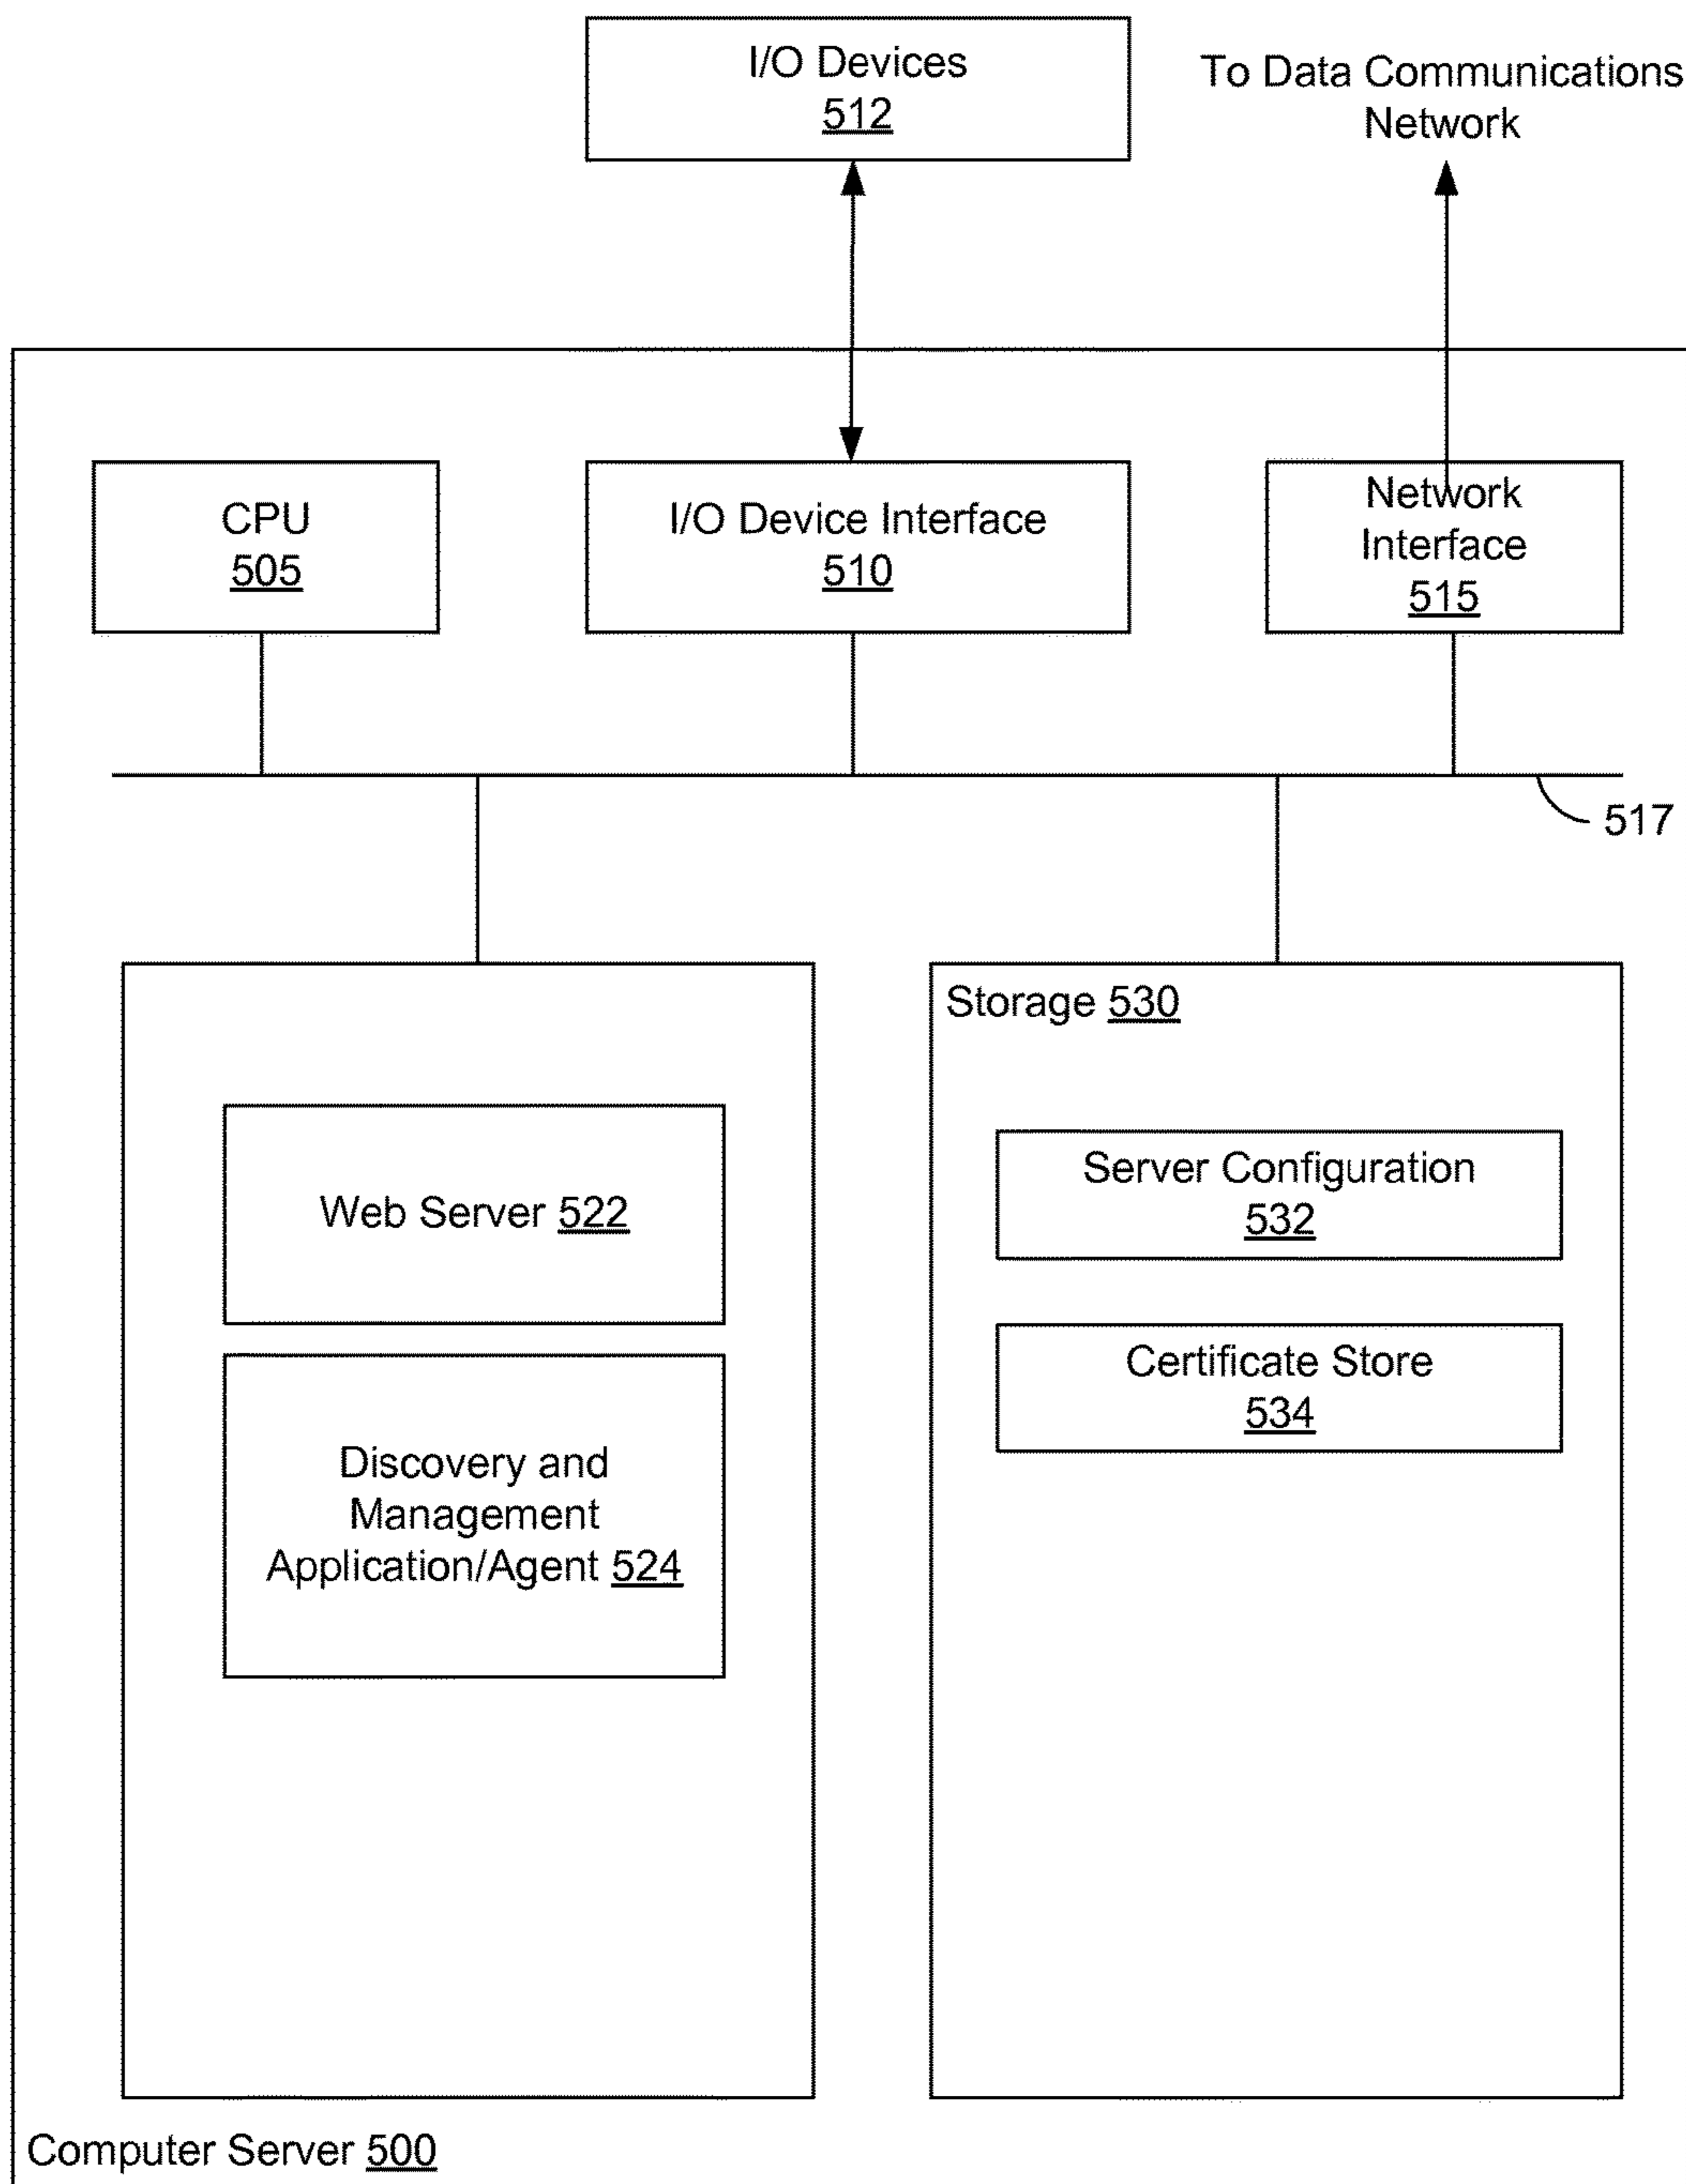 I/O Devices
512
To Data Communications
Network
CPU
505
I/O Device Interface
510
Network
Interface
515
517
Storage 530
Web Server 522
Server Configuration
532
Certificate Store
534
Discovery and
Management
Application/Agent 524
Computer Server 500